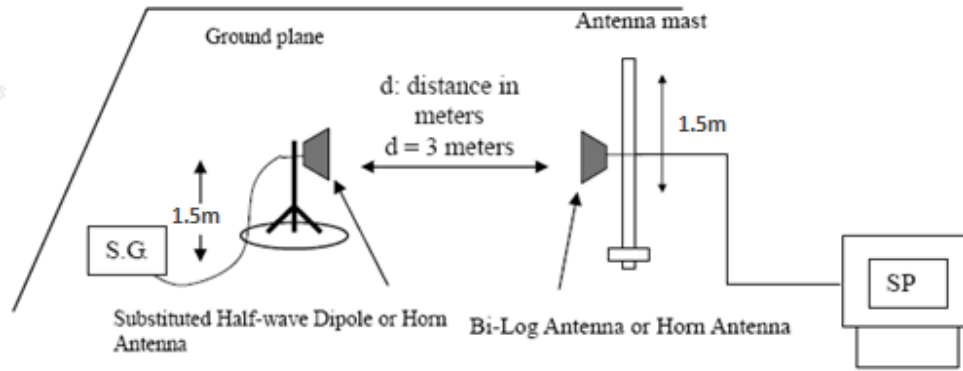 Ground plane
Antenna mast
d: distance in
meters
d = 3 meters
1.5m
1.5m
S.G.
SP
Substituted Half-wave Dipole or Horn
Antenna
Bi-Log Antenna or Horn Antenna